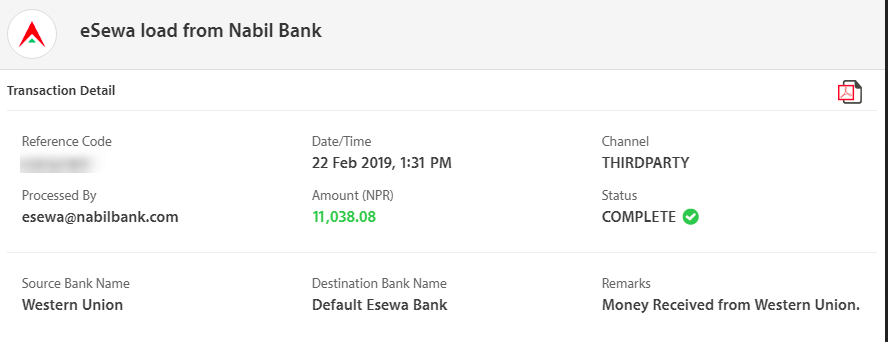 eSewa load from Nabil Bank
Transaction Detail
Reference Code Date/Time Channel
22 Feb 2019, 1:31 PM THIRDPARTY
Processed By Amount (NPR) Status
esewa@nabilbank.com 11,038.08 COMPLETE
Source Bank Name Destination Bank Name Remarks
Western Union Default Esewa Bank Money Received from Western Union.